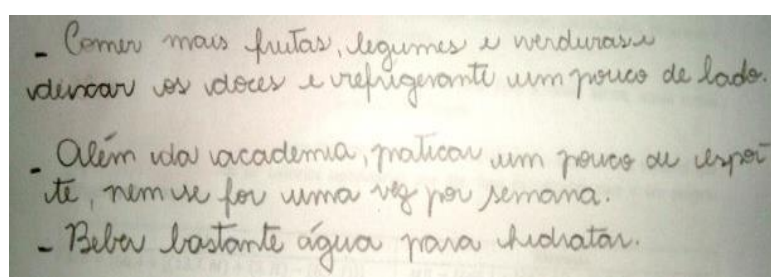 - Comer mais frutas, legumes e verduras e
deixar os doces e refrigerante um pouco de lado.
- Além da academia, praticar um pouco de espor-
te, nem se for uma vez por semana.
- Beber bastante água para hidratar.